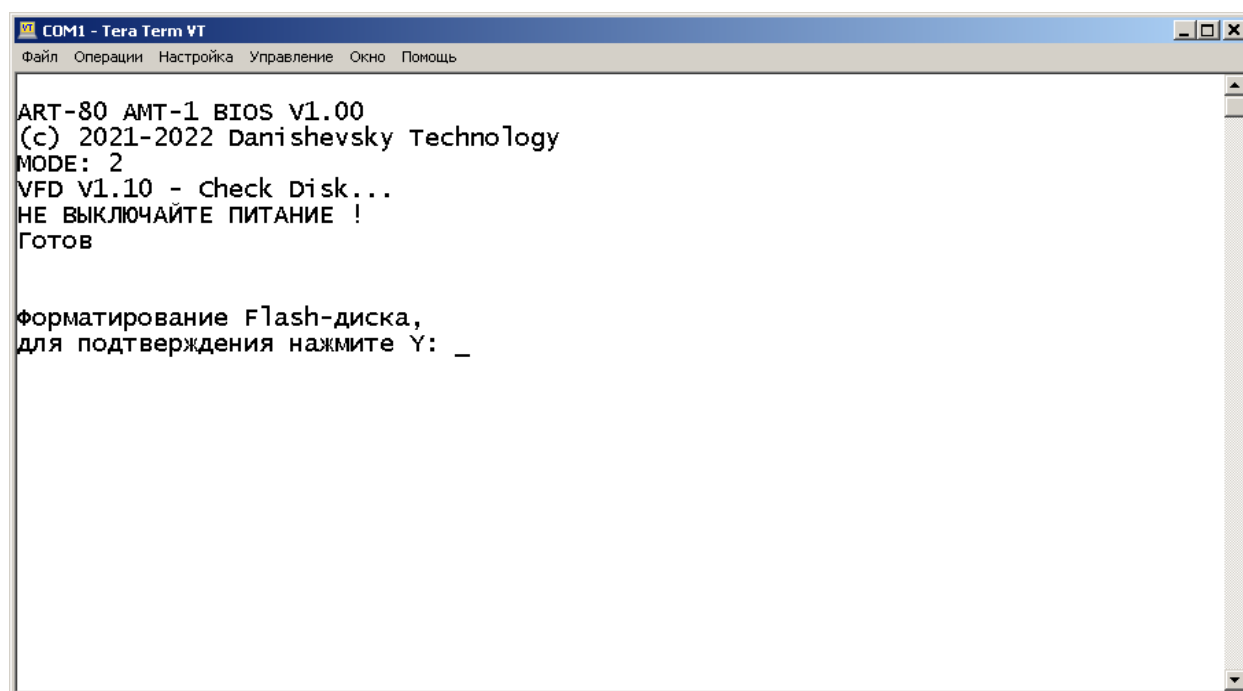 COM1 - Tera Term VT
Файл Операции Настройка Управление Окно Помощь
ART-80 AMT-1 BIOS V1.00
(c) 2021-2022 Danishevsky Technology
MODE: 2
VFD V1.10 - Check Disk...
НЕ ВЫКЛЮЧАЙТЕ ПИТАНИЕ !
Готов
Форматирование Flash-диска,
для подтверждения нажмите Y: _